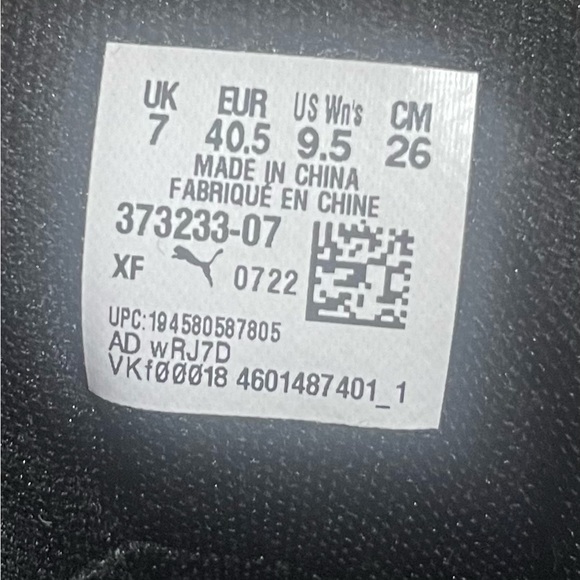 UK EUR US Wn's CM
7 40.5 9.5 26
MADE IN CHINA
FABRIQUÉ EN CHINE
373233-07
XF 0722
UPC:194580587805
AD wRJ7D
VKf00018 4601487401_1